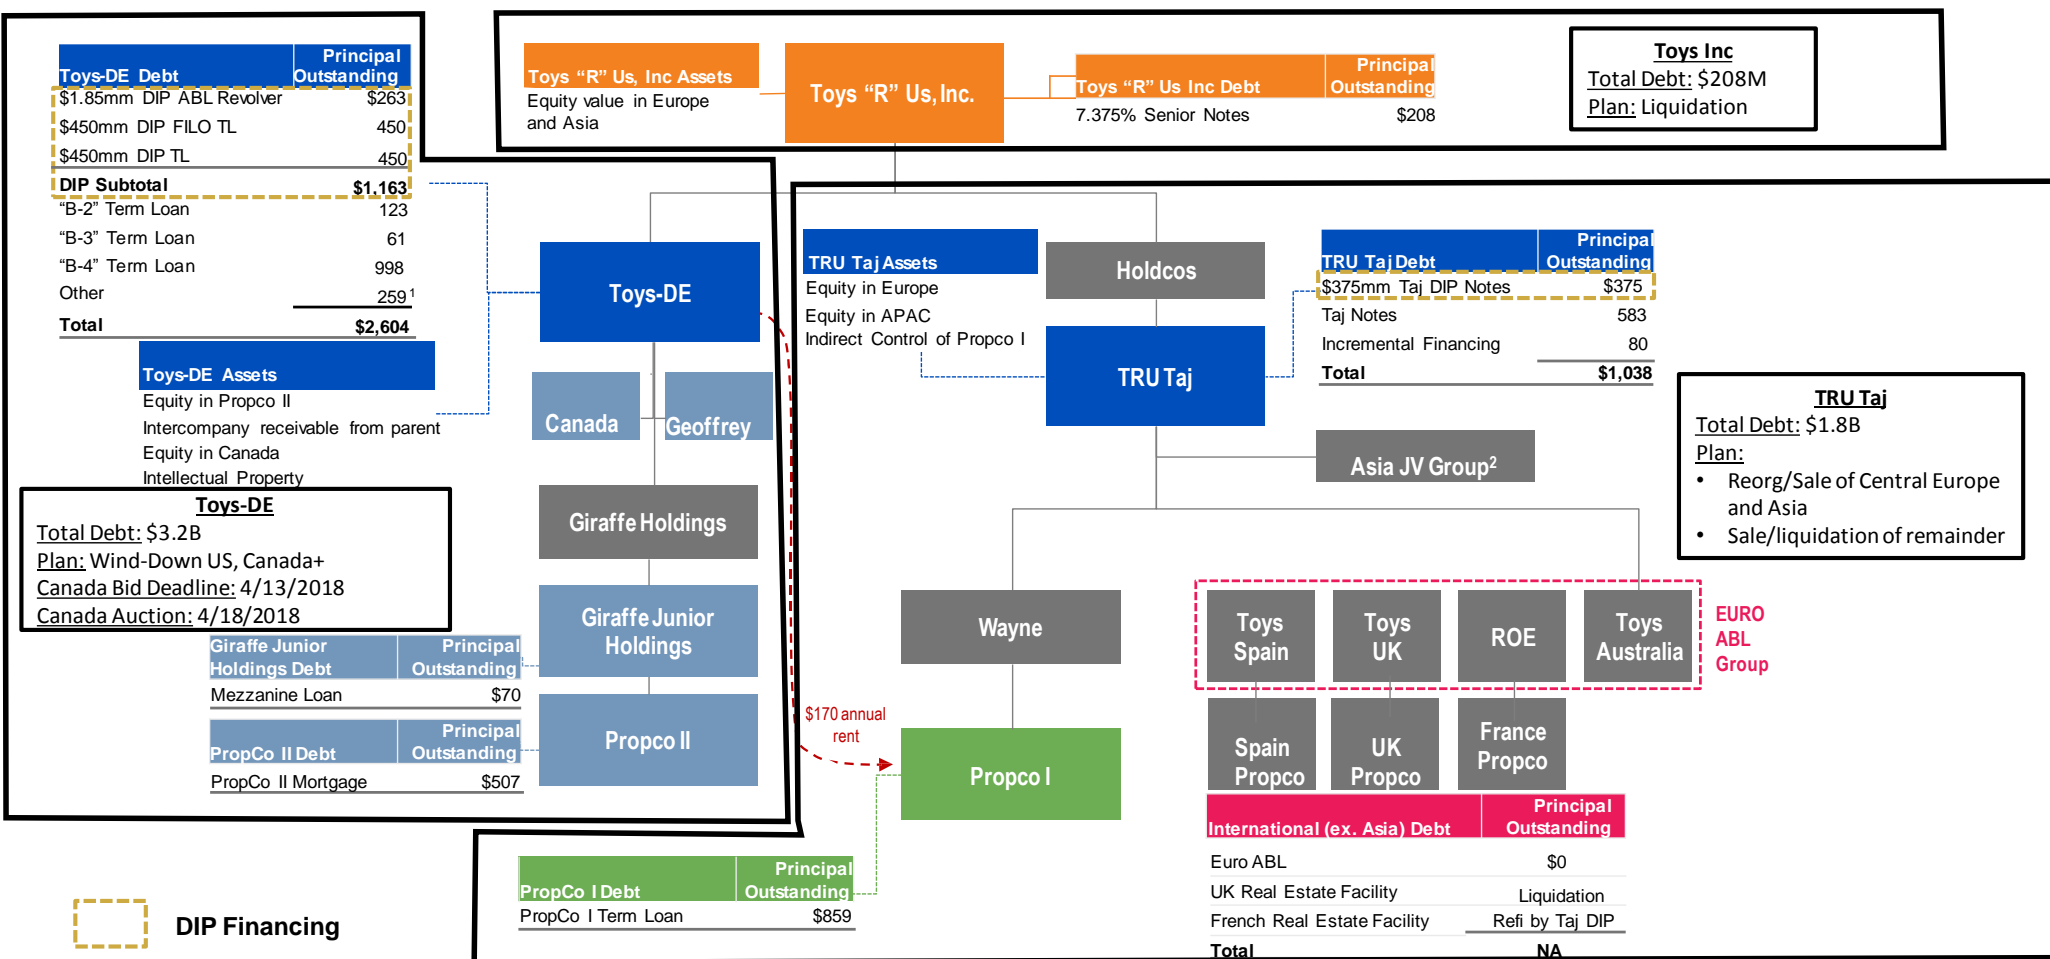 Toys-DE Debt Principal Outstanding
$1.85mm DIP ABL Revolver $263
$450mm DIP FILO TL 450
$450mm DIP TL 450
DIP Subtotal $1,163
“B-2” Term Loan 123
“B-3” Term Loan 61
“B-4” Term Loan 998
Other 259¹
Total $2,604
Toys-DE Assets
Equity in Propco II
Intercompany receivable from parent
Equity in Canada
Intellectual Property
Toys-DE
Total Debt: $3.2B
Plan: Wind-Down US, Canada+
Canada Bid Deadline: 4/13/2018
Canada Auction: 4/18/2018
Giraffe Junior Holdings Debt Principal Outstanding
Mezzanine Loan $70
PropCo II Debt Principal Outstanding
PropCo II Mortgage $507
Toys “R” Us, Inc Assets
Equity value in Europe
and Asia
Toys “R” Us, Inc.
Toys “R” Us Inc Debt Principal Outstanding
7.375% Senior Notes $208
Toys Inc
Total Debt: $208M
Plan: Liquidation
Toys-DE
Canada
Geoffrey
Giraffe Holdings
Giraffe Junior
Holdings
Propco II
$170 annual
rent
TRU Taj Assets
Equity in Europe
Equity in APAC
Indirect Control of Propco I
Holdcos
TRU Taj
TRU Taj Debt Principal Outstanding
$375mm Taj DIP Notes $375
Taj Notes 583
Incremental Financing 80
Total $1,038
TRU Taj
Total Debt: $1.8B
Plan:
• Reorg/Sale of Central Europe
and Asia
• Sale/liquidation of remainder
Asia JV Group²
Wayne
Propco I
Toys
Spain
Toys
UK
ROE
Toys
Australia
EURO
ABL
Group
Spain
Propco
UK
Propco
France
Propco
International (ex. Asia) Debt Principal Outstanding
Euro ABL $0
UK Real Estate Facility Liquidation
French Real Estate Facility Refi by Taj DIP
Total NA
PropCo I Debt Principal Outstanding
PropCo I Term Loan $859
DIP Financing